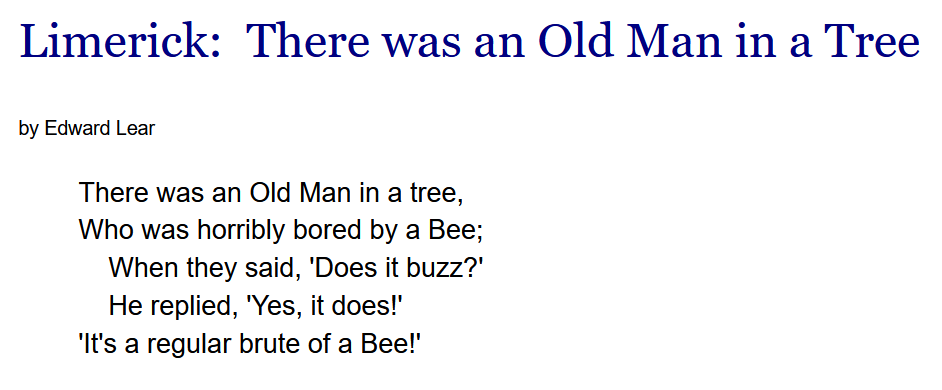 Limerick:  There was an Old Man in a Tree
by Edward Lear
There was an Old Man in a tree,
Who was horribly bored by a Bee;
When they said, 'Does it buzz?'
He replied, 'Yes, it does!'
'It's a regular brute of a Bee!'